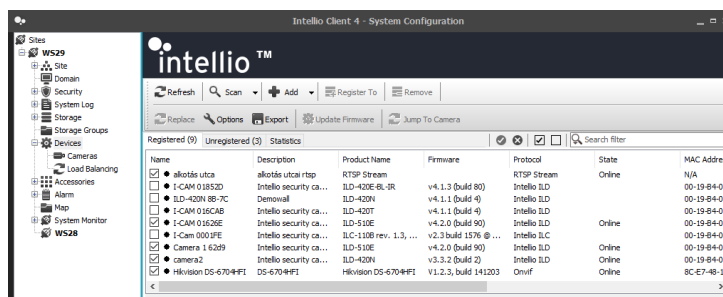 Intellio Client 4 - System Configuration
Sites
WS29
Site
Domain
Security
System Log
Storage
Storage Groups
Devices
Cameras
Load Balancing
Accessories
Alarm
Map
System Monitor
WS28
intellio TM
Refresh Scan Add Register To Remove
Replace Options Export Update Firmware Jump To Camera
Registered (9) Unregistered (3) Statistics Search filter
Name Description Product Name Firmware Protocol State MAC Addre
alkotás utca alkotás utcai rtsp RTSP Stream RTSP Stream Online N/A
I-CAM 01852D Intellio security ca... ILD-420E-BL-IR v4.1.3 (build 80) Intellio ILD 00-19-B4-0
ILD-420N 8B-7C Demowall ILD-420N v4.1.1 (build 4) Intellio ILD 00-19-B4-0
I-CAM 016CAB Intellio security ca... ILD-420T v4.1.1 (build 4) Intellio ILD 00-19-B4-0
I-CAM 01626E Intellio security ca... ILD-510E v4.2.0 (build 90) Intellio ILD Online 00-19-B4-0
I-Cam 0001FE Intellio security ca... ILC-110B rev. 1.3, ... v2.3 build 1576 @ ... Intellio ILC 00-19-B4-0
Camera 1 62d9 Intellio security ca... ILD-510E v4.2.0 (build 90) Intellio ILD Online 00-19-B4-0
camera2 Intellio security ca... ILD-420N v3.3.2 (build 2) Intellio ILD Online 00-19-B4-0
Hikvision DS-6704HFI DS-6704HFI Hikvision DS-6704HFI V1.2.3, build 141203 Onvif Online 8C-E7-48-1